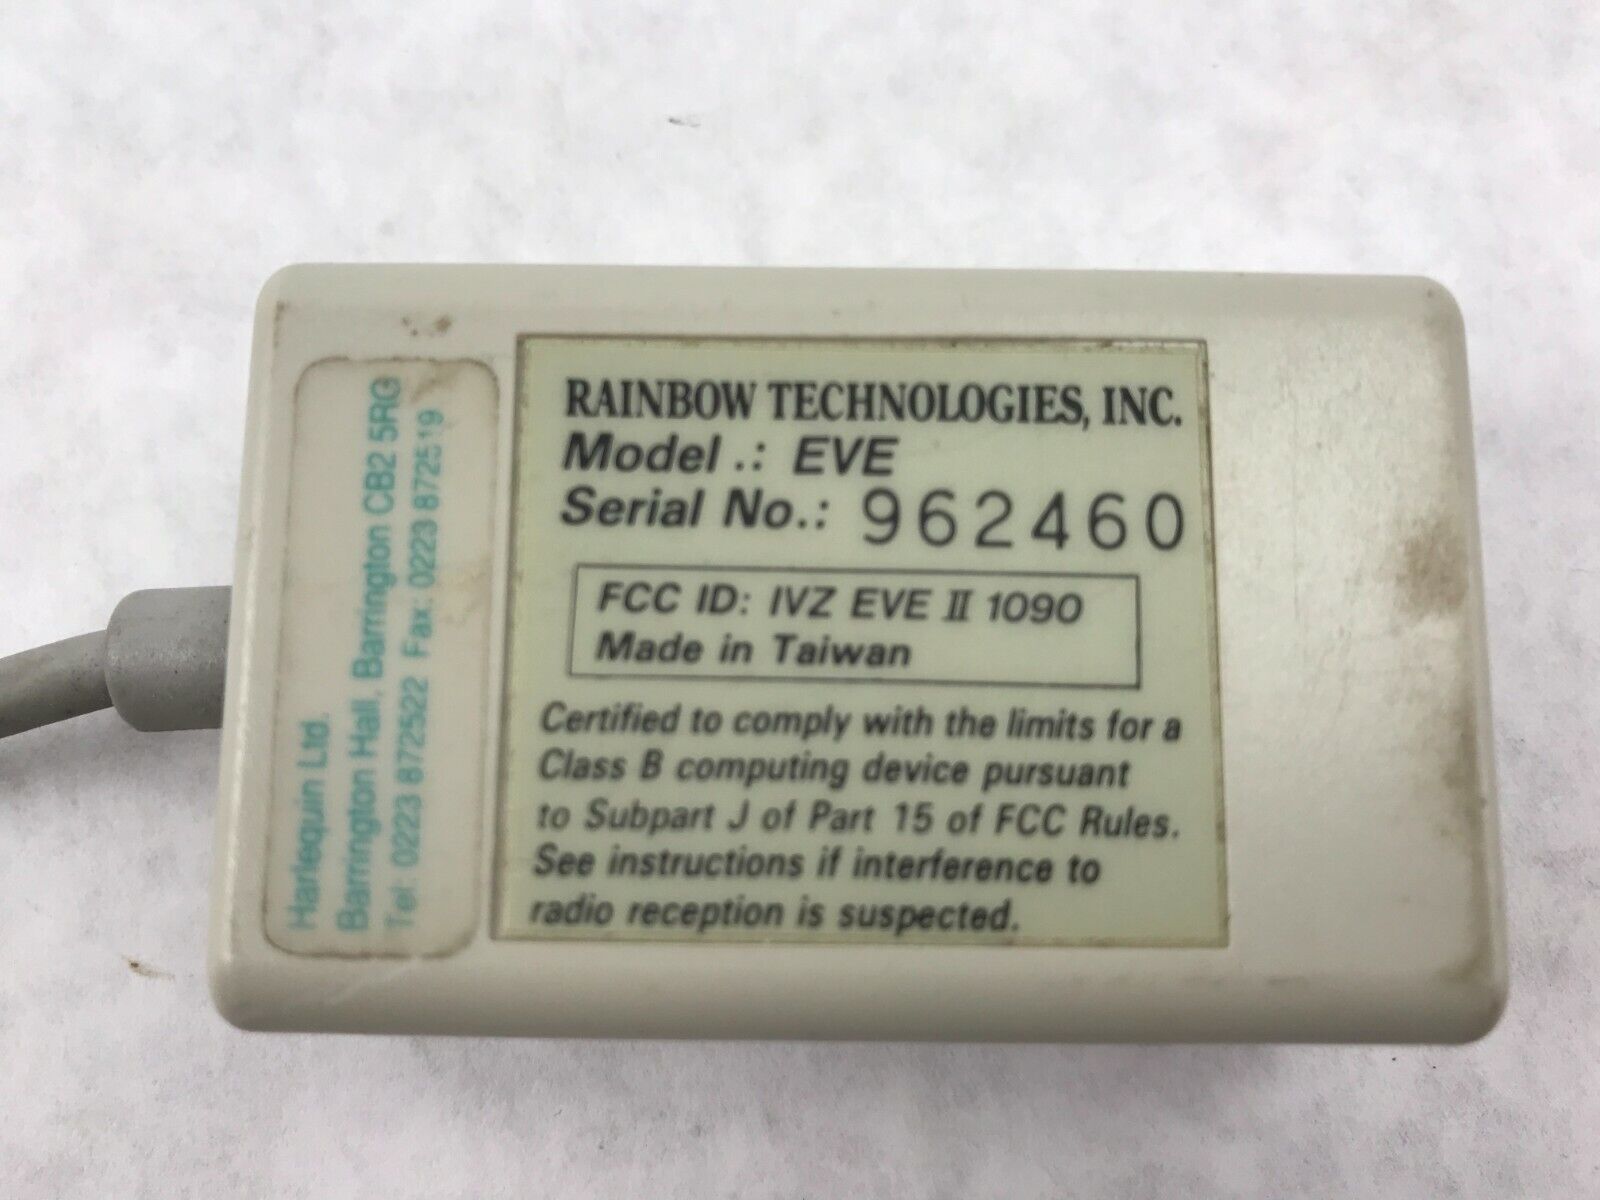 Harlequin Ltd.
Barrington Hall, Barrington CB2 5RG
Tel: 0223 872522 Fax: 0223 872519
RAINBOW TECHNOLOGIES, INC.
Model .: EVE
Serial No.: 962460
FCC ID: IVZ EVE II 1090
Made in Taiwan
Certified to comply with the limits for a
Class B computing device pursuant
to Subpart J of Part 15 of FCC Rules.
See instructions if interference to
radio reception is suspected.